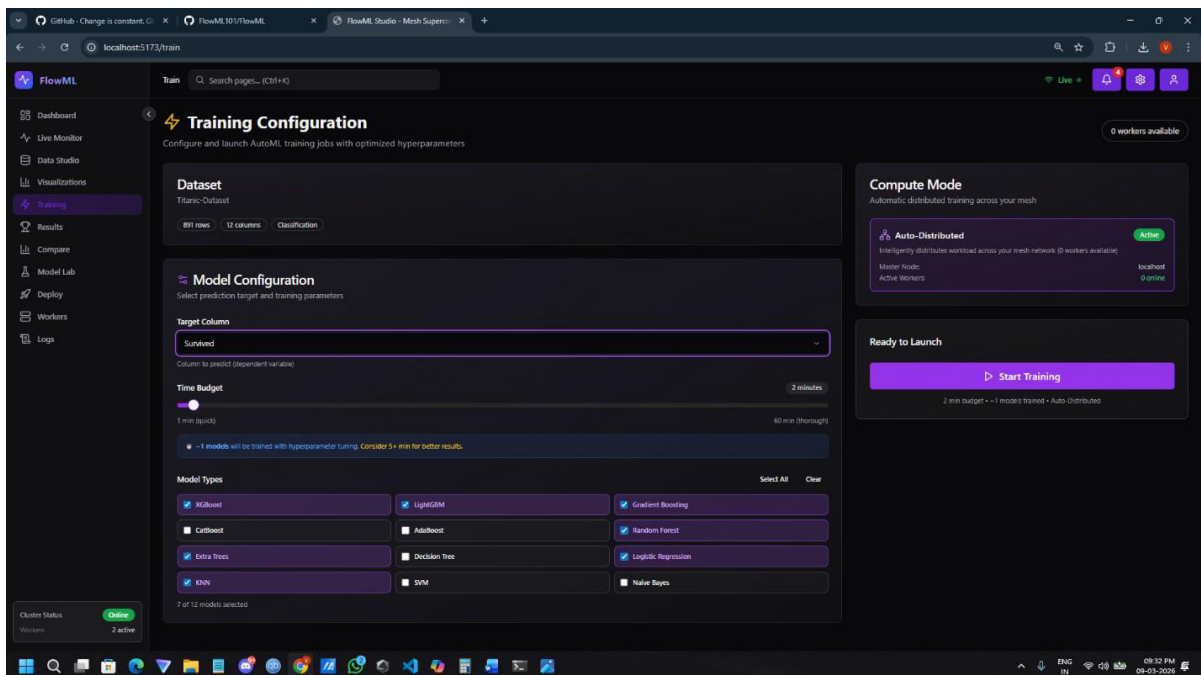 GitHub - Change is constant. Gi
FlowML101/FlowML
FlowML Studio - Mesh Superco
localhost:5173/train
FlowML
Train
Search pages... (Ctrl+K)
Live
4
Dashboard
Live Monitor
Data Studio
Visualizations
Training
Results
Compare
Model Lab
Deploy
Workers
Logs
Cluster Status
Online
Workers
2 active
Training Configuration
Configure and launch AutoML training jobs with optimized hyperparameters
0 workers available
Dataset
Titanic-Dataset
891 rows
12 columns
Classification
Model Configuration
Select prediction target and training parameters
Target Column
Survived
Column to predict (dependent variable)
Time Budget
2 minutes
1 min (quick)
60 min (thorough)
~1 models will be trained with hyperparameter tuning. Consider 5+ min for better results.
Model Types
Select All
Clear
XGBoost
LightGBM
Gradient Boosting
CatBoost
AdaBoost
Random Forest
Extra Trees
Decision Tree
Logistic Regression
KNN
SVM
Naive Bayes
7 of 12 models selected
Compute Mode
Automatic distributed training across your mesh
Auto-Distributed
Active
Intelligently distributes workload across your mesh network (0 workers available)
Master Node:
localhost
Active Workers:
0 online
Ready to Launch
Start Training
2 min budget • ~1 models trained • Auto-Distributed
ENG
IN
09:32 PM
09-03-2026